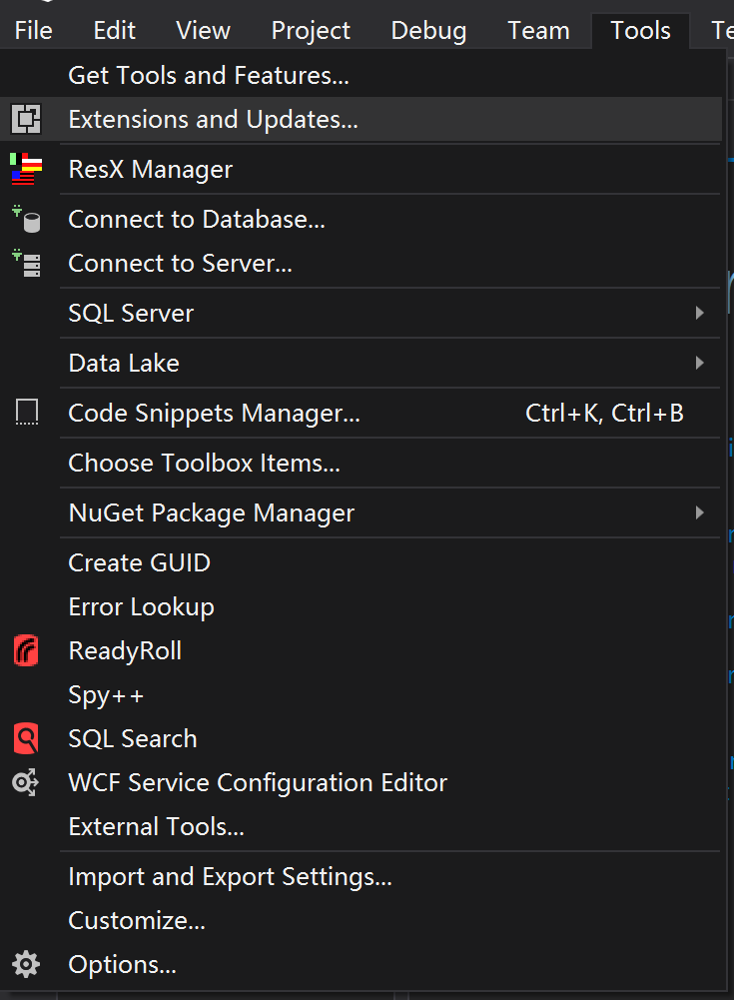 File Edit View Project Debug Team Tools
Get Tools and Features...
Extensions and Updates...
ResX Manager
Connect to Database...
Connect to Server...
SQL Server
Data Lake
Code Snippets Manager... Ctrl+K, Ctrl+B
Choose Toolbox Items...
NuGet Package Manager
Create GUID
Error Lookup
ReadyRoll
Spy++
SQL Search
WCF Service Configuration Editor
External Tools...
Import and Export Settings...
Customize...
Options...